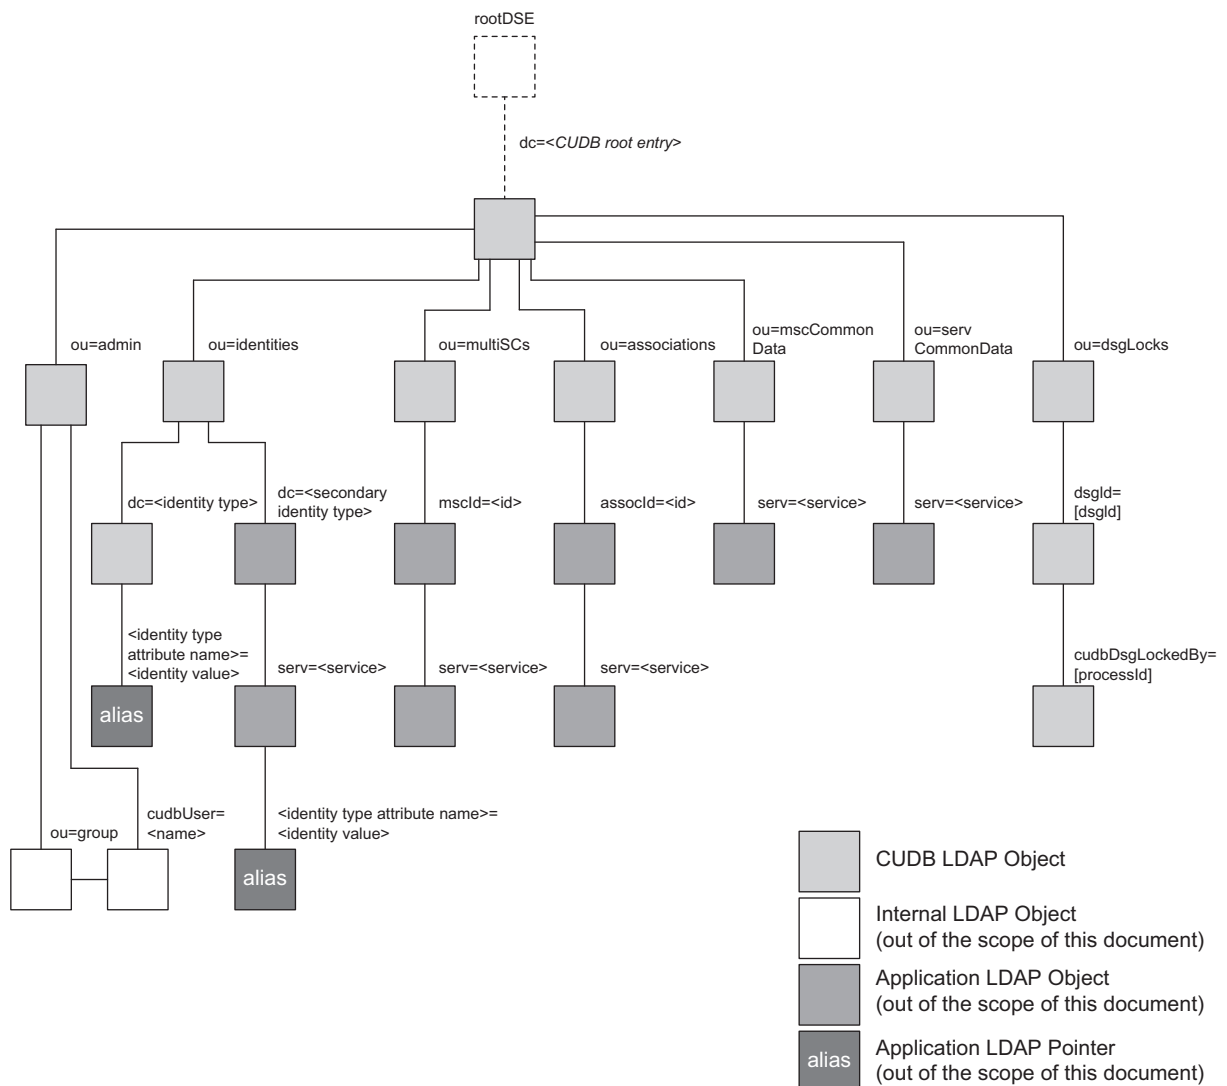 rootDSE
dc=<CUDB root entry>
ou=admin
ou=identities
ou=multiSCs
ou=associations
ou=mscCommon
Data
ou=serv
CommonData
ou=dsgLocks
dc=<identity type>
dc=<secondary
identity type>
mscId=<id>
assocId=<id>
serv=<service>
serv=<service>
dsgId=
[dsgId]
<identity type
attribute name>=
<identity value>
serv=<service>
serv=<service>
serv=<service>
cudbDsgLockedBy=
[processId]
alias
ou=group
cudbUser=
<name>
<identity type attribute name>=
<identity value>
alias
CUDB LDAP Object
Internal LDAP Object
(out of the scope of this document)
Application LDAP Object
(out of the scope of this document)
alias
Application LDAP Pointer
(out of the scope of this document)